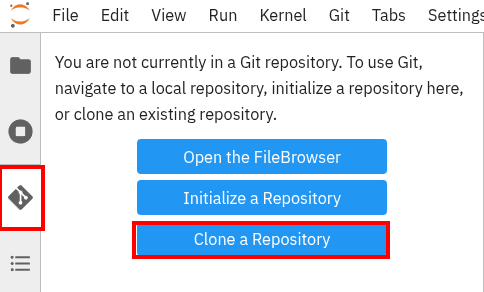 File Edit View Run Kernel Git Tabs Settings
You are not currently in a Git repository. To use Git,
navigate to a local repository, initialize a repository here,
or clone an existing repository.
Open the FileBrowser
Initialize a Repository
Clone a Repository